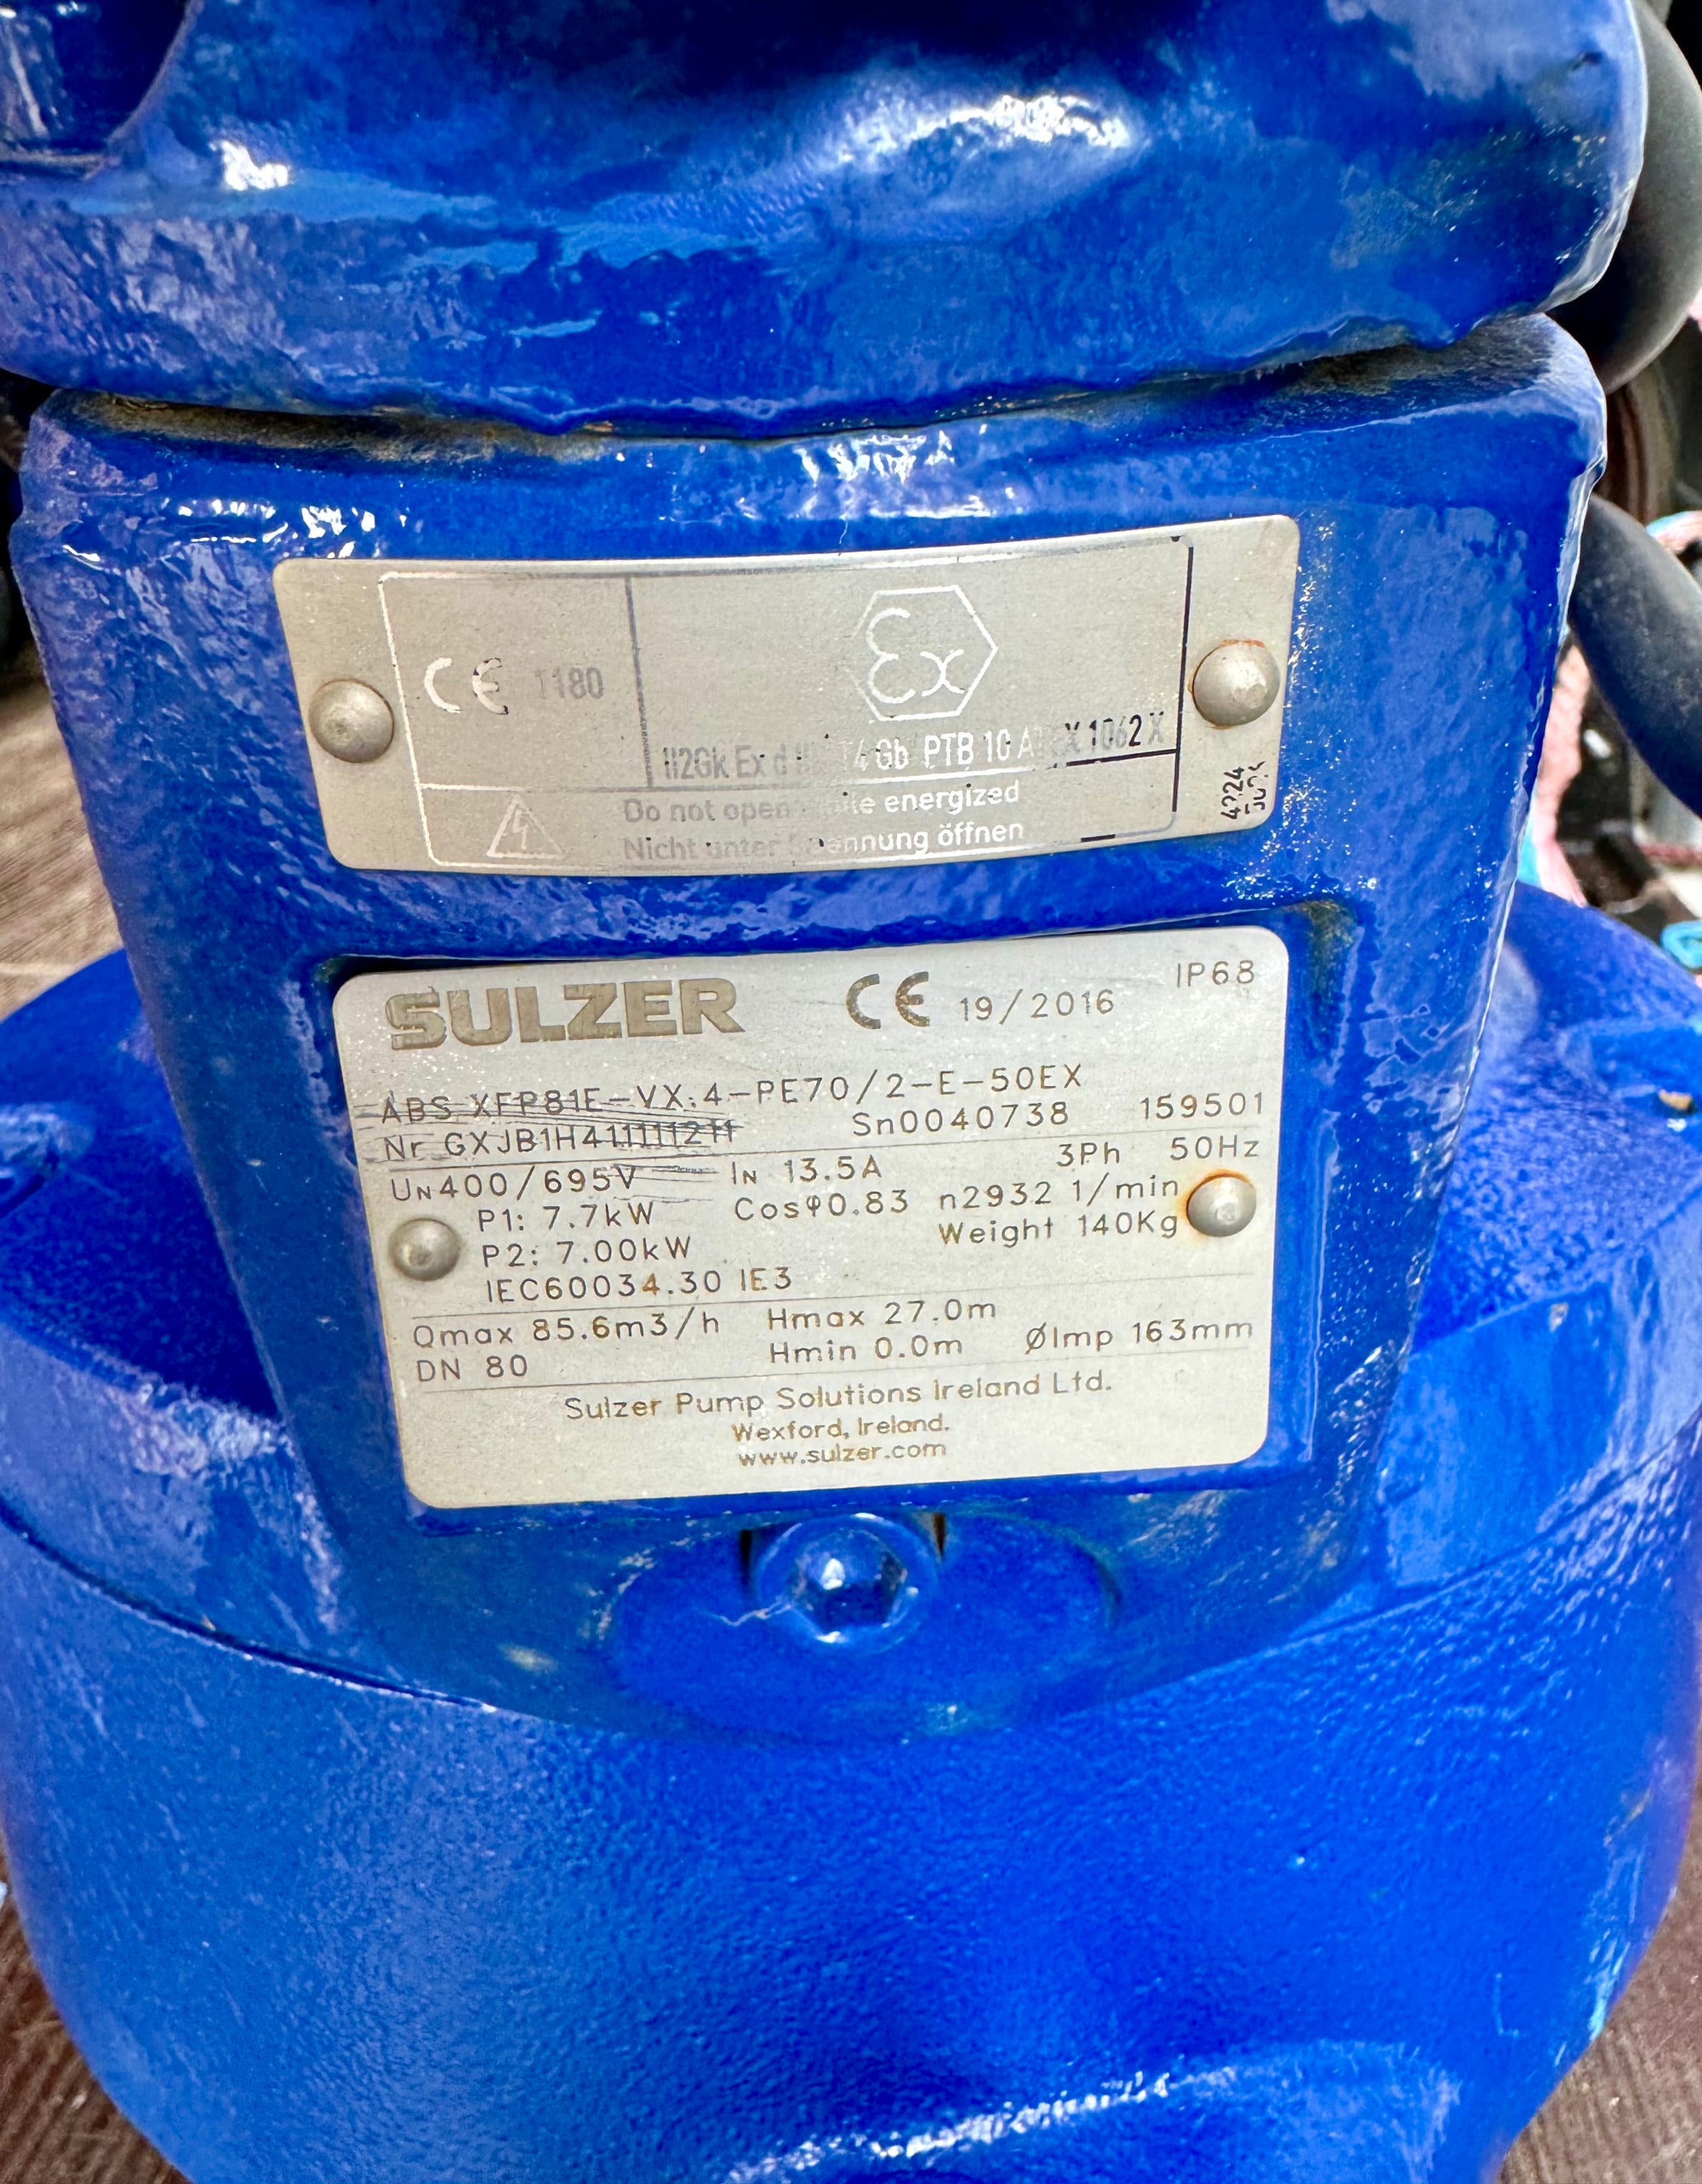 CE 1180
Ex
II2Gk Ex d T4 Gb PTB 10 ATEX 1062 X
Do not open while energized
Nicht unter Spannung öffnen
SULZER CE 19/2016 IP68
ABS XFP81E-VX.4-PE70/2-E-50EX
Nr GXJB1H411111211 Sn0040738 159501
UN400/695V IN 13.5A 3Ph 50Hz
P1: 7.7kW Cosφ0.83 n2932 1/min
P2: 7.00kW Weight 140Kg
IEC60034.30 IE3
Qmax 85.6m3/h Hmax 27.0m
DN 80 Hmin 0.0m ØImp 163mm
Sulzer Pump Solutions Ireland Ltd.
Wexford, Ireland.
www.sulzer.com